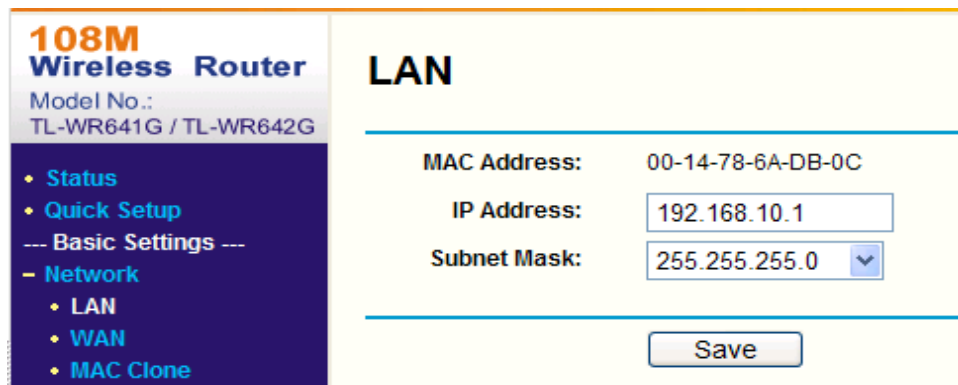 108M
Wireless Router
Model No.:
TL-WR641G / TL-WR642G
• Status
• Quick Setup
--- Basic Settings ---
– Network
• LAN
• WAN
• MAC Clone
LAN
MAC Address: 00-14-78-6A-DB-0C
IP Address: 192.168.10.1
Subnet Mask: 255.255.255.0
Save